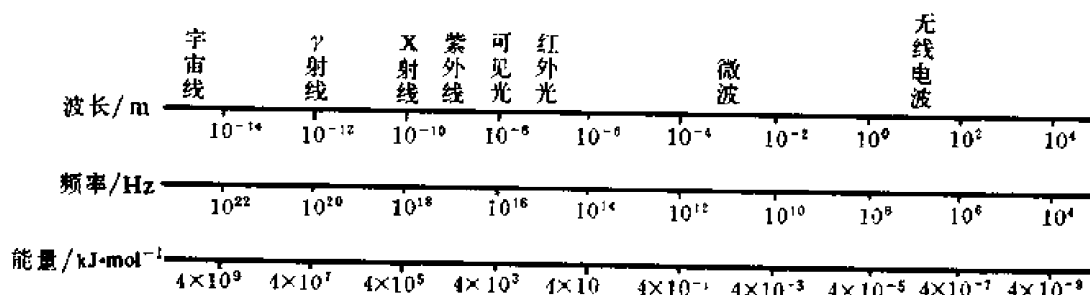 宇宙线 γ射线 X射线 紫外线 可见光 红外光 微波 无线电波
波长/m
10⁻¹⁴ 10⁻¹² 10⁻¹⁰ 10⁻⁸ 10⁻⁶ 10⁻⁴ 10⁻² 10⁰ 10² 10⁴
频率/Hz
10²² 10²⁰ 10¹⁸ 10¹⁶ 10¹⁴ 10¹² 10¹⁰ 10⁸ 10⁶ 10⁴
能量/kJ·mol⁻¹
4×10⁹ 4×10⁷ 4×10⁵ 4×10³ 4×10 4×10⁻¹ 4×10⁻³ 4×10⁻⁵ 4×10⁻⁷ 4×10⁻⁹